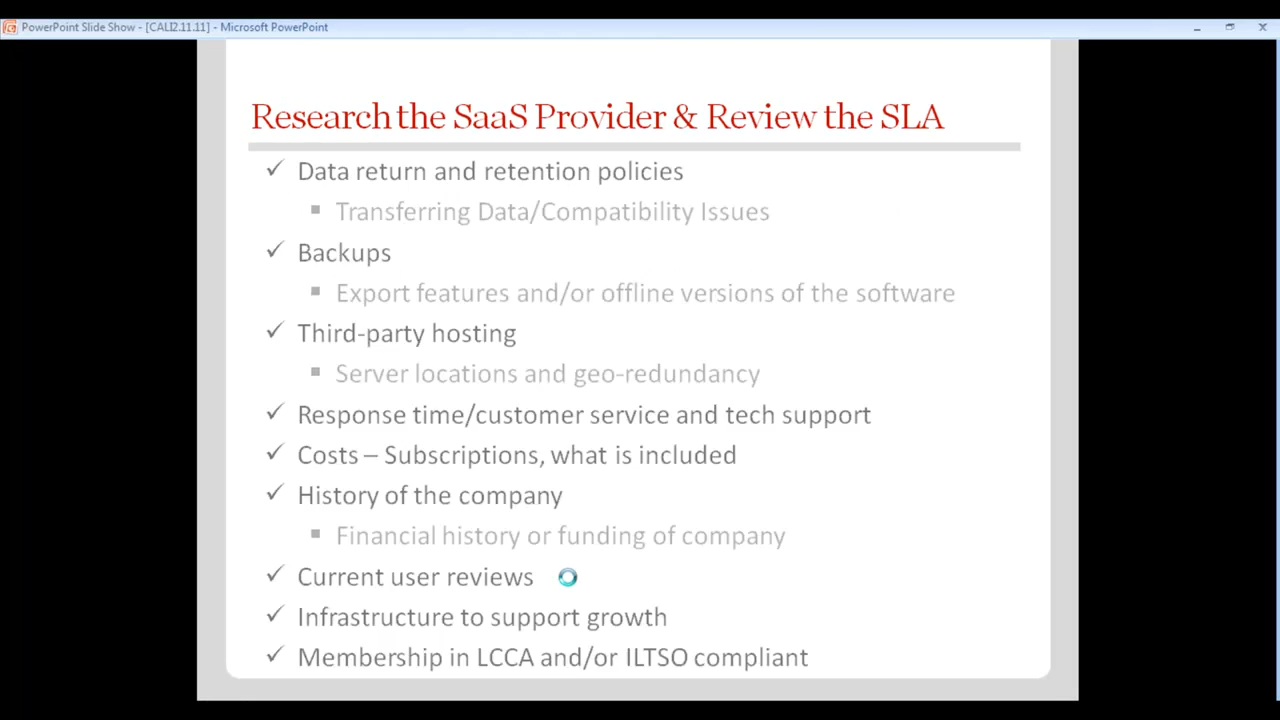 PowerPoint Slide Show - [CALI2.11.11] - Microsoft PowerPoint
Research the SaaS Provider & Review the SLA
✓ Data return and retention policies
▪ Transferring Data/Compatibility Issues
✓ Backups
▪ Export features and/or offline versions of the software
✓ Third-party hosting
▪ Server locations and geo-redundancy
✓ Response time/customer service and tech support
✓ Costs – Subscriptions, what is included
✓ History of the company
▪ Financial history or funding of company
✓ Current user reviews
✓ Infrastructure to support growth
✓ Membership in LCCA and/or ILTSO compliant